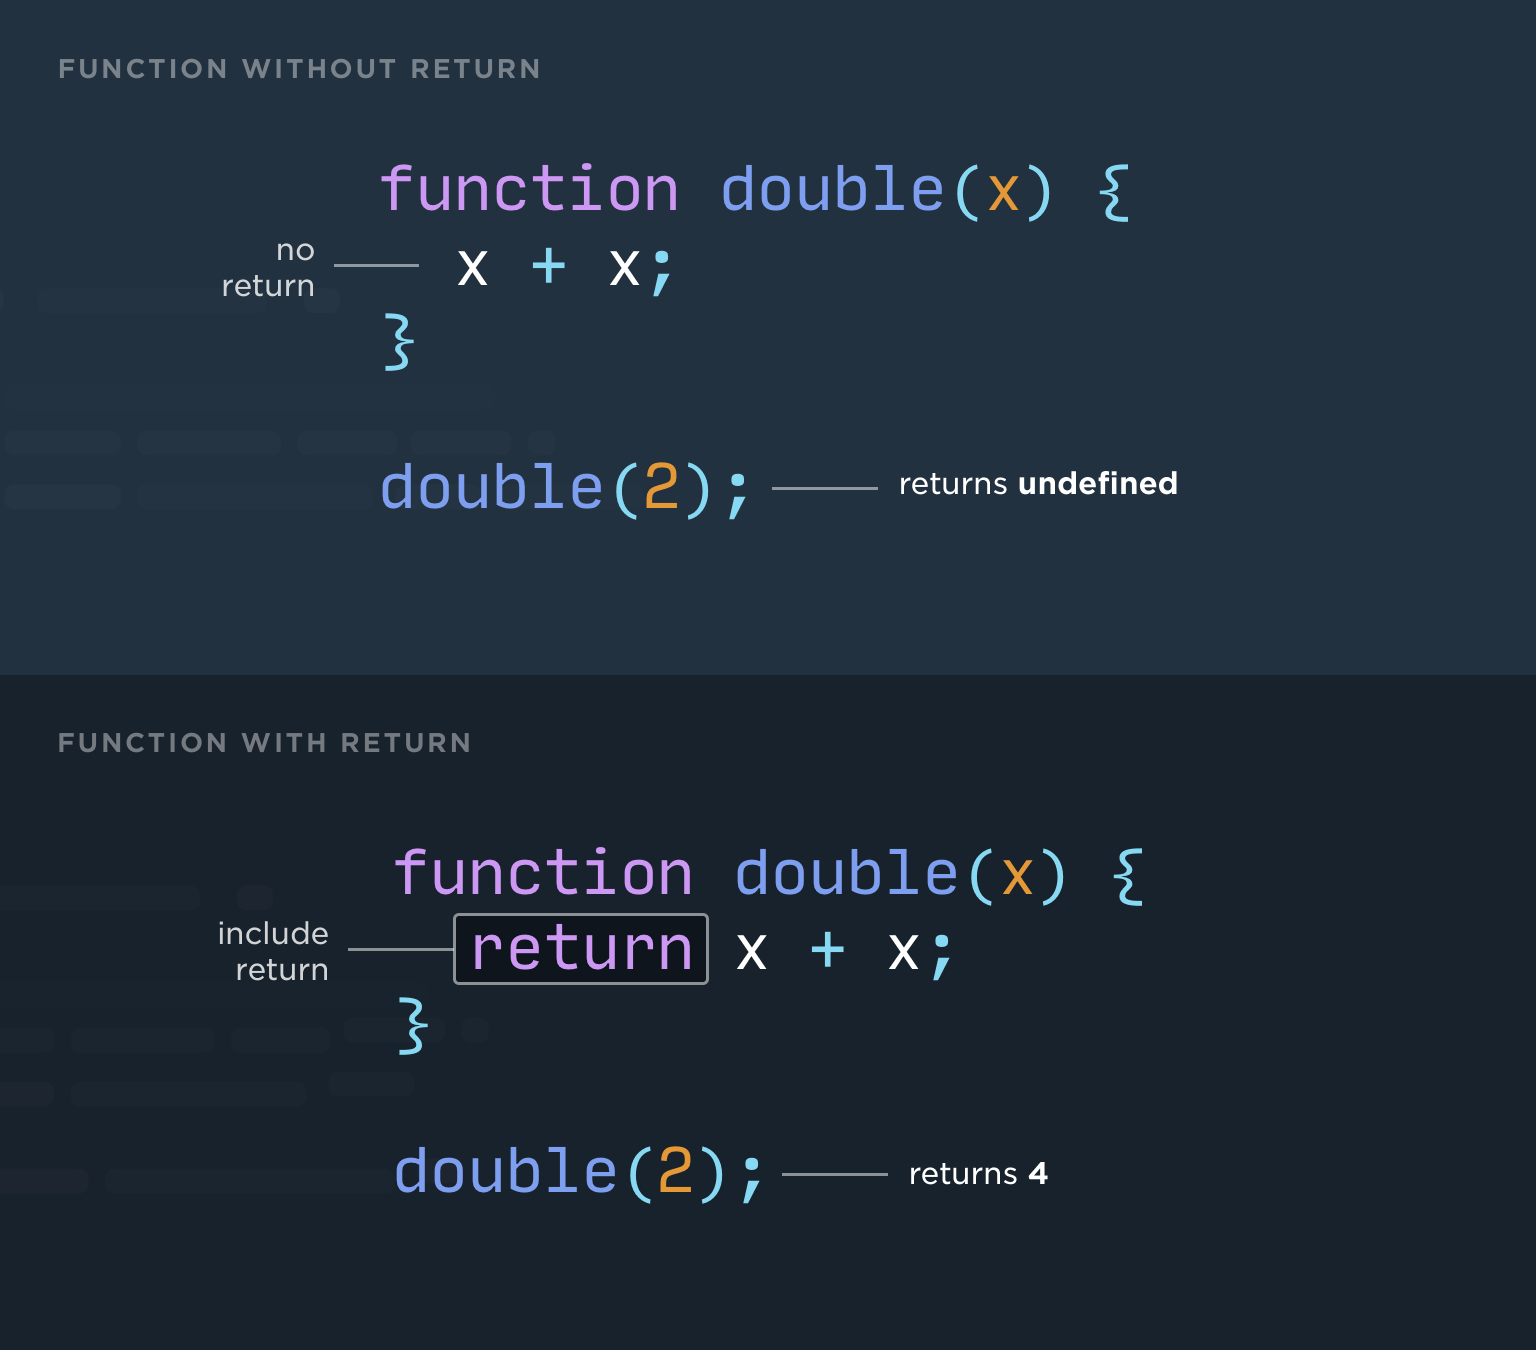 FUNCTION WITHOUT RETURN
function double(x) {
no
return
x + x;
}
double(2);
returns undefined
FUNCTION WITH RETURN
function double(x) {
include
return
return x + x;
}
double(2);
returns 4